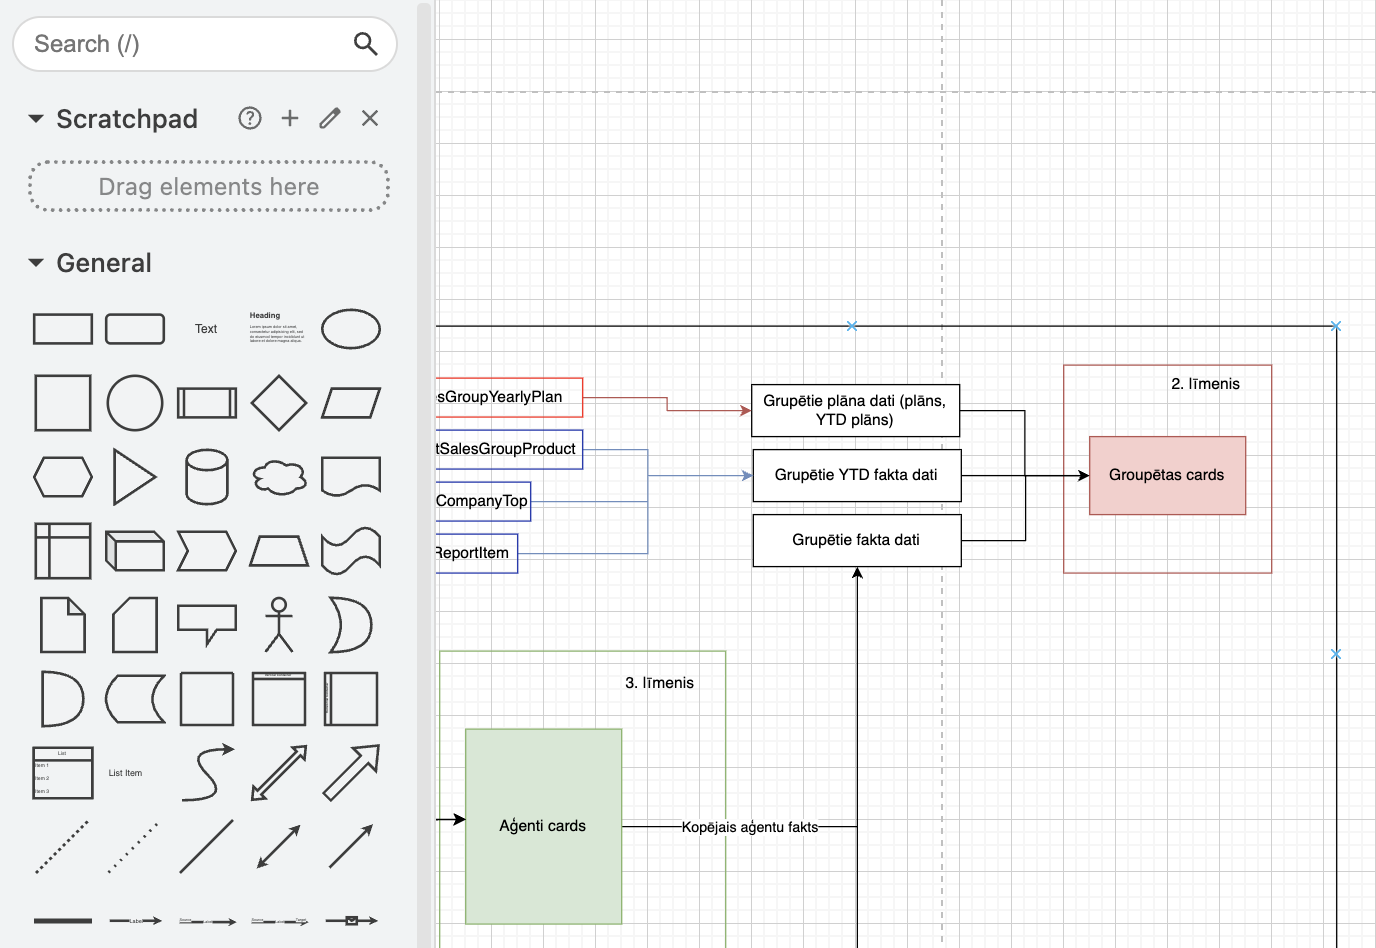 Search (/)
Scratchpad
Drag elements here
General
Text
Heading
List
Item 1
Item 2
Item 3
List Item
Label
sGroupYearlyPlan
tSalesGroupProduct
CompanyTop
ReportItem
Grupētie plāna dati (plāns,
YTD plāns)
Grupētie YTD fakta dati
Grupētie fakta dati
2. līmenis
Groupētas cards
3. līmenis
Aģenti cards
Kopējais aģentu fakts